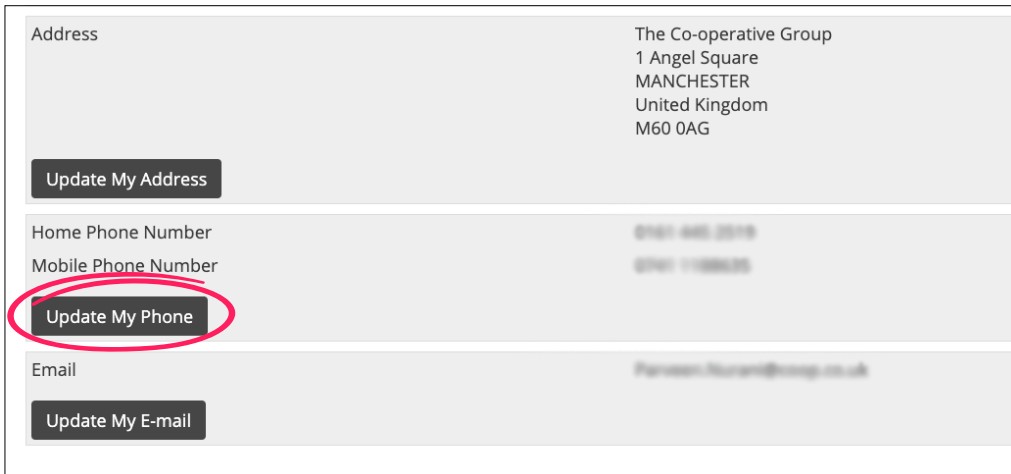 Address
The Co-operative Group
1 Angel Square
MANCHESTER
United Kingdom
M60 0AG
Update My Address
Home Phone Number
Mobile Phone Number
Update My Phone
Email
Update My E-mail